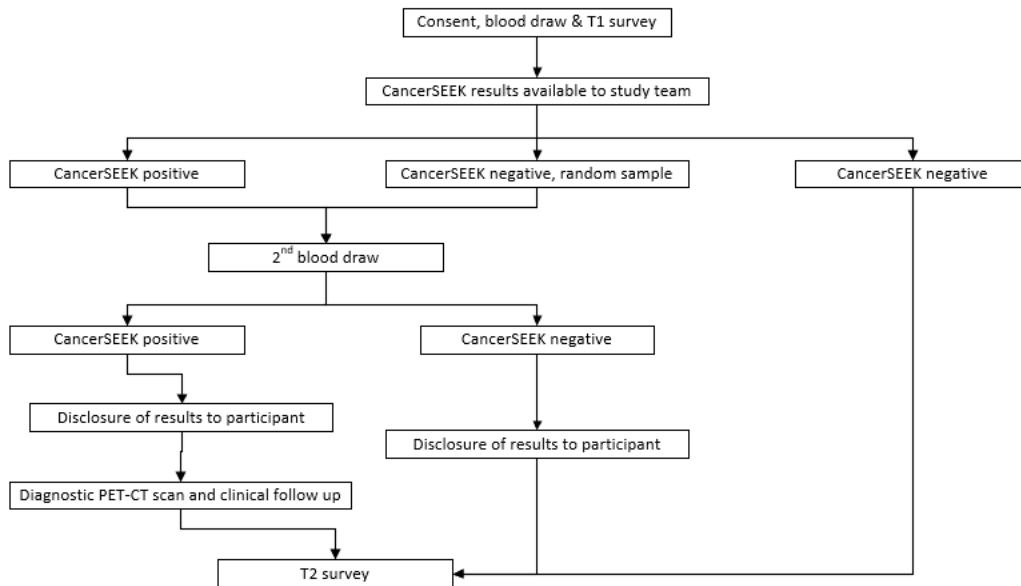 Consent, blood draw & T1 survey
CancerSEEK results available to study team
CancerSEEK positive
CancerSEEK negative, random sample
CancerSEEK negative
2nd blood draw
CancerSEEK positive
CancerSEEK negative
Disclosure of results to participant
Disclosure of results to participant
Diagnostic PET-CT scan and clinical follow up
T2 survey